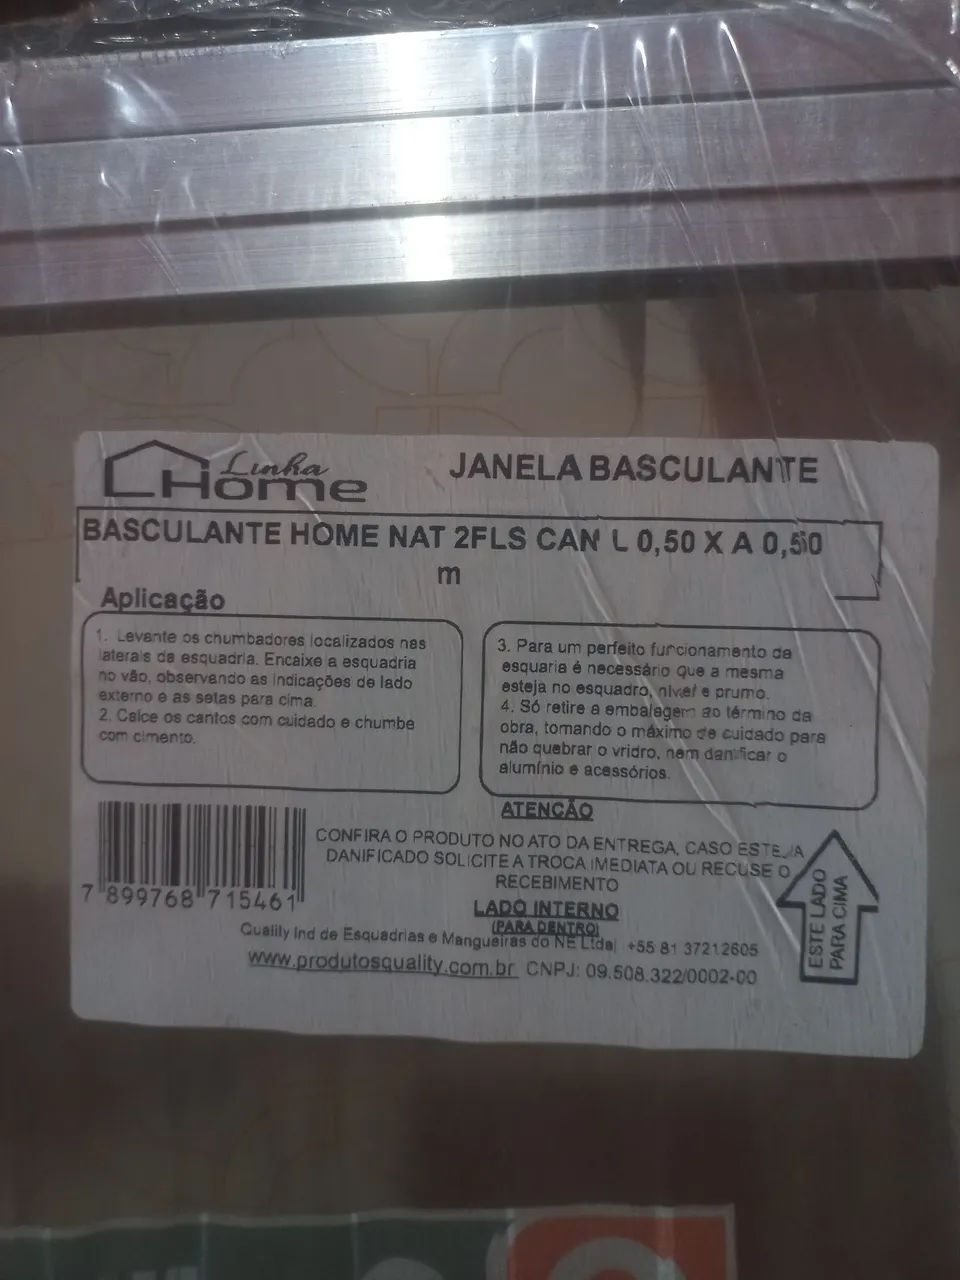 Linha
Home
JANELA BASCULANTE
BASCULANTE HOME NAT 2FLS CAN L 0,50 X A 0,50
m
Aplicação
1. Levante os chumbadores localizados nas
laterais da esquadria. Encaixe a esquadria
no vão, observando as indicações de lado
externo e as setas para cima.
2. Calce os cantos com cuidado e chumbe
com cimento.
3. Para um perfeito funcionamento da
esquaria é necessário que a mesma
esteja no esquadro, nível e prumo.
4. Só retire a embalagem ao término da
obra, tomando o máximo de cuidado para
não quebrar o vridro, nem danificar o
alumínio e acessórios.
ATENÇÃO
CONFIRA O PRODUTO NO ATO DA ENTREGA, CASO ESTEJA
DANIFICADO SOLICITE A TROCA IMEDIATA OU RECUSE O
RECEBIMENTO
LADO INTERNO
(PARA DENTRO)
7 899768 715461
Quality Ind de Esquadrias e Mangueiras do NE Ltda +55 81 37212605
www.produtosquality.com.br CNPJ: 09.508.322/0002-00
ESTE LADO
PARA CIMA